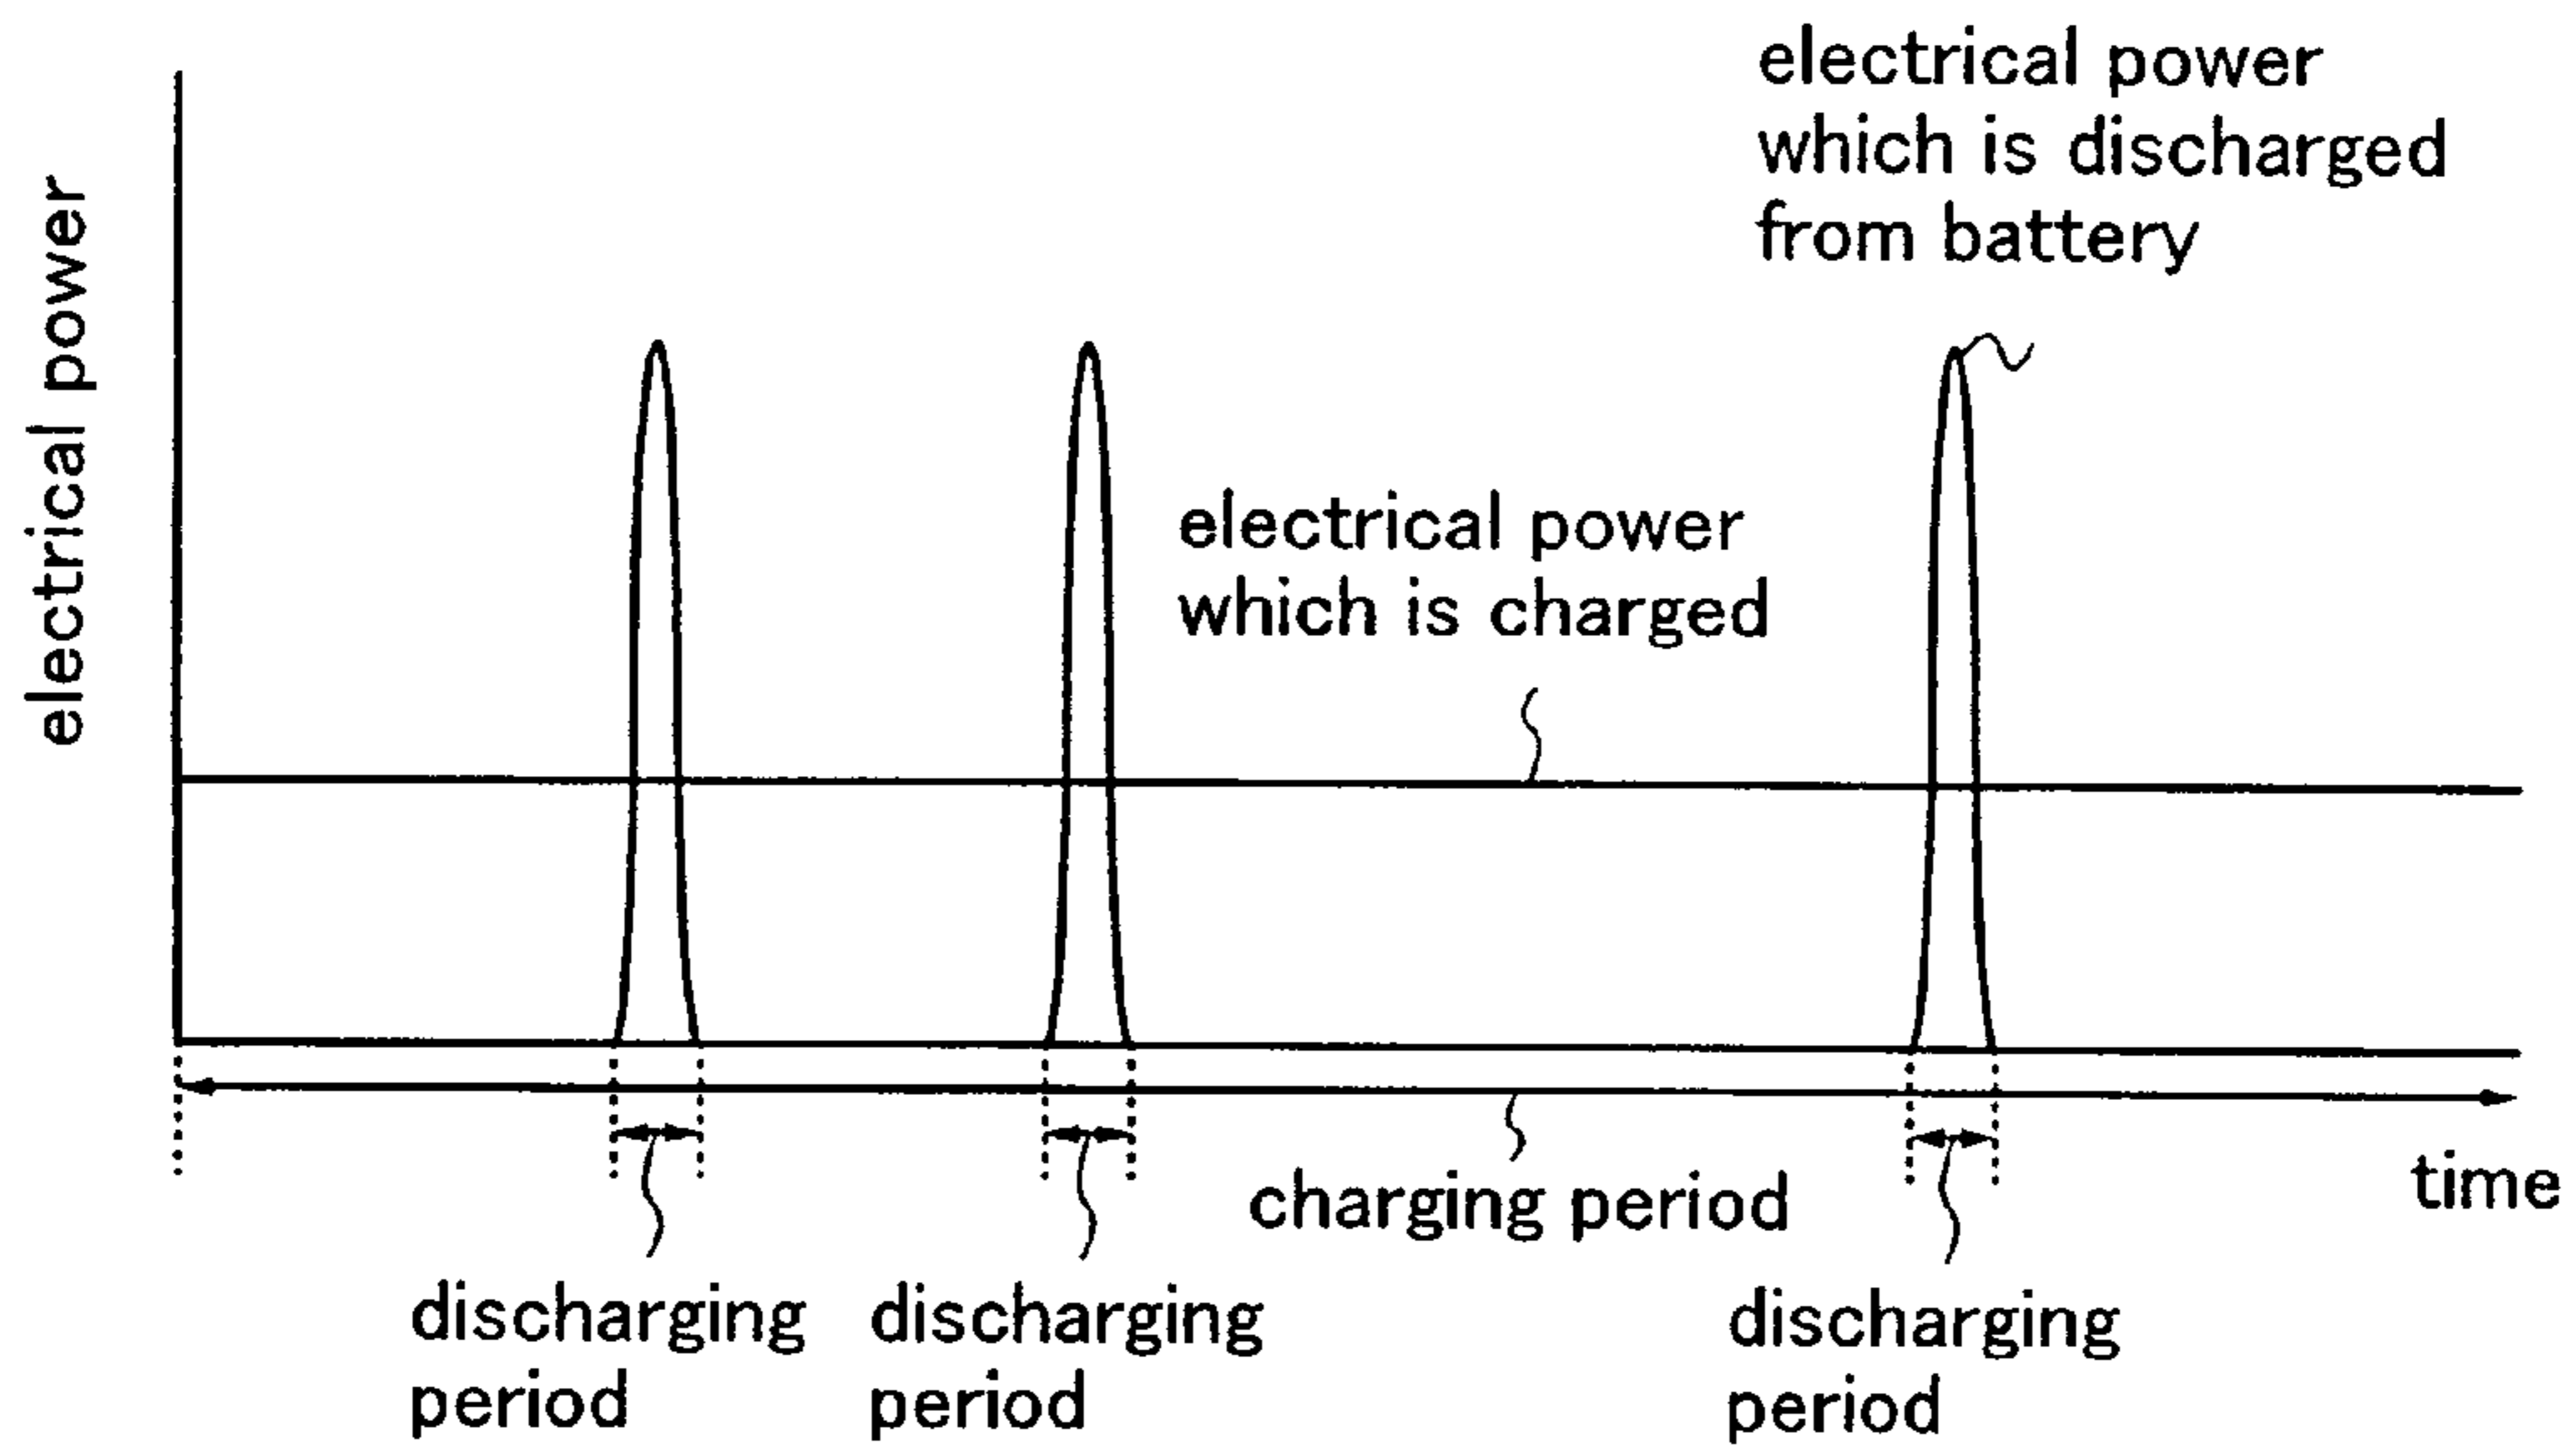 electrical power
which is discharged
from battery
electrical power
electrical power
which is charged
charging period
time
discharging
period
discharging
period
discharging
period